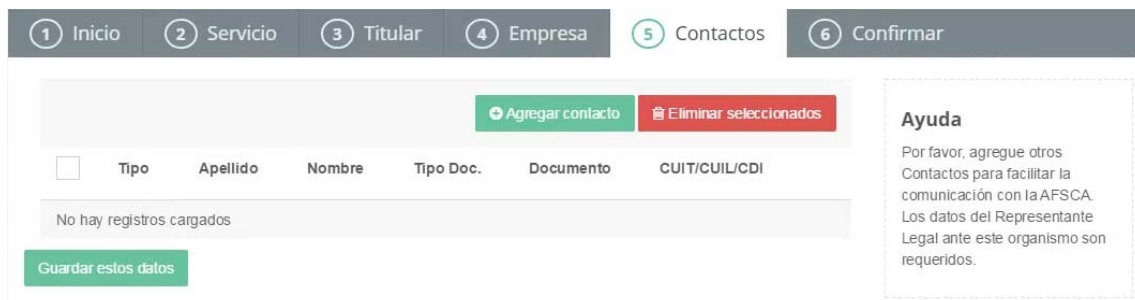 1 Inicio 2 Servicio 3 Titular 4 Empresa 5 Contactos 6 Confirmar
Agregar contacto Eliminar seleccionados
Tipo Apellido Nombre Tipo Doc. Documento CUIT/CUIL/CDI
No hay registros cargados
Guardar estos datos
Ayuda
Por favor, agregue otros
Contactos para facilitar la
comunicación con la AFSCA.
Los datos del Representante
Legal ante este organismo son
requeridos.